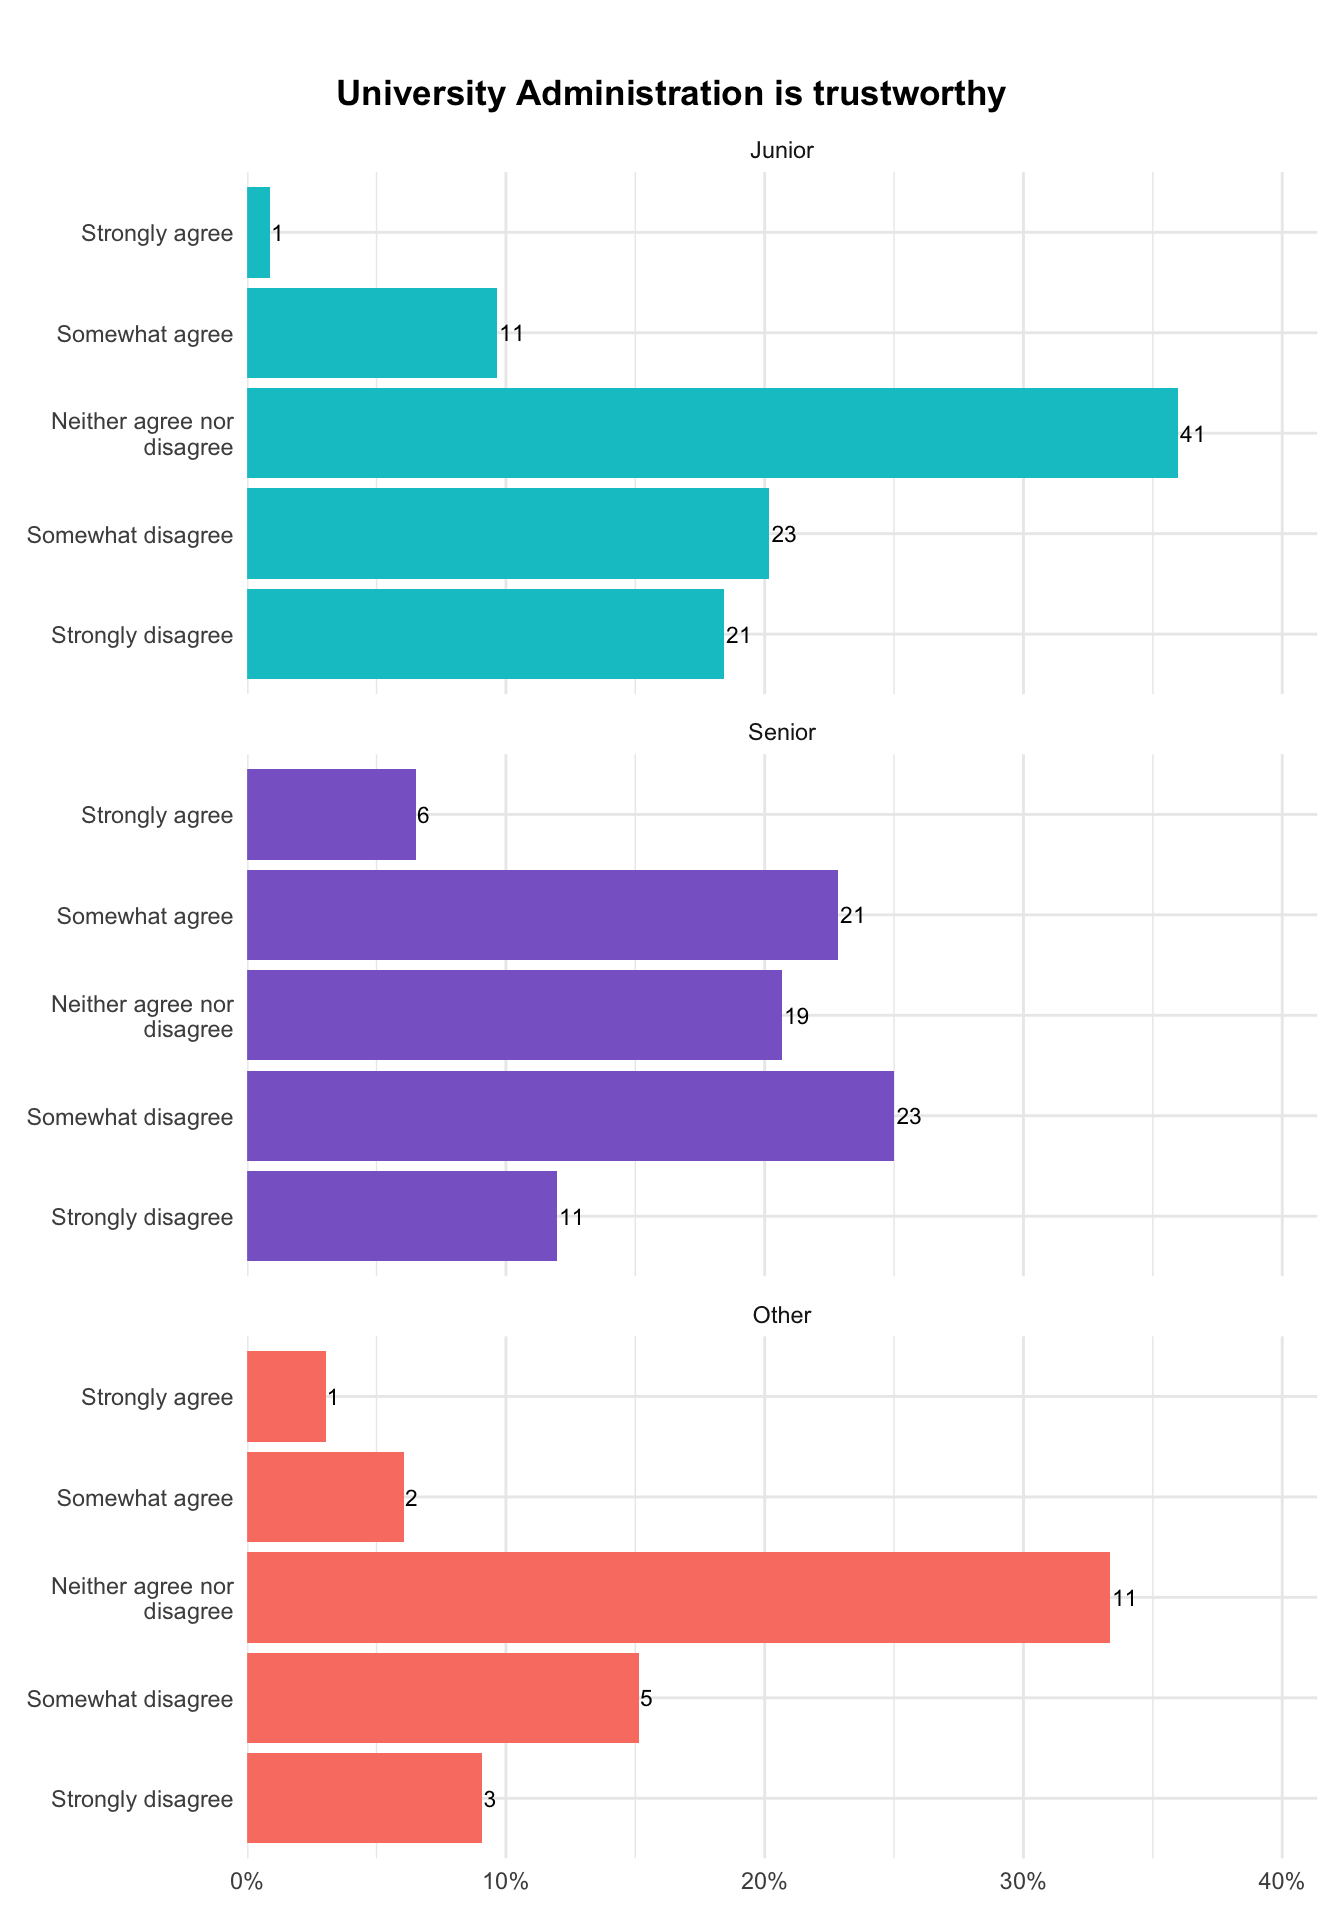 University Administration is trustworthy
Junior
Strongly agree
1
Somewhat agree
11
Neither agree nor
disagree
41
Somewhat disagree
23
Strongly disagree
21
Senior
Strongly agree
6
Somewhat agree
21
Neither agree nor
disagree
19
Somewhat disagree
23
Strongly disagree
11
Other
Strongly agree
1
Somewhat agree
2
Neither agree nor
disagree
11
Somewhat disagree
5
Strongly disagree
3
0% 10% 20% 30% 40%